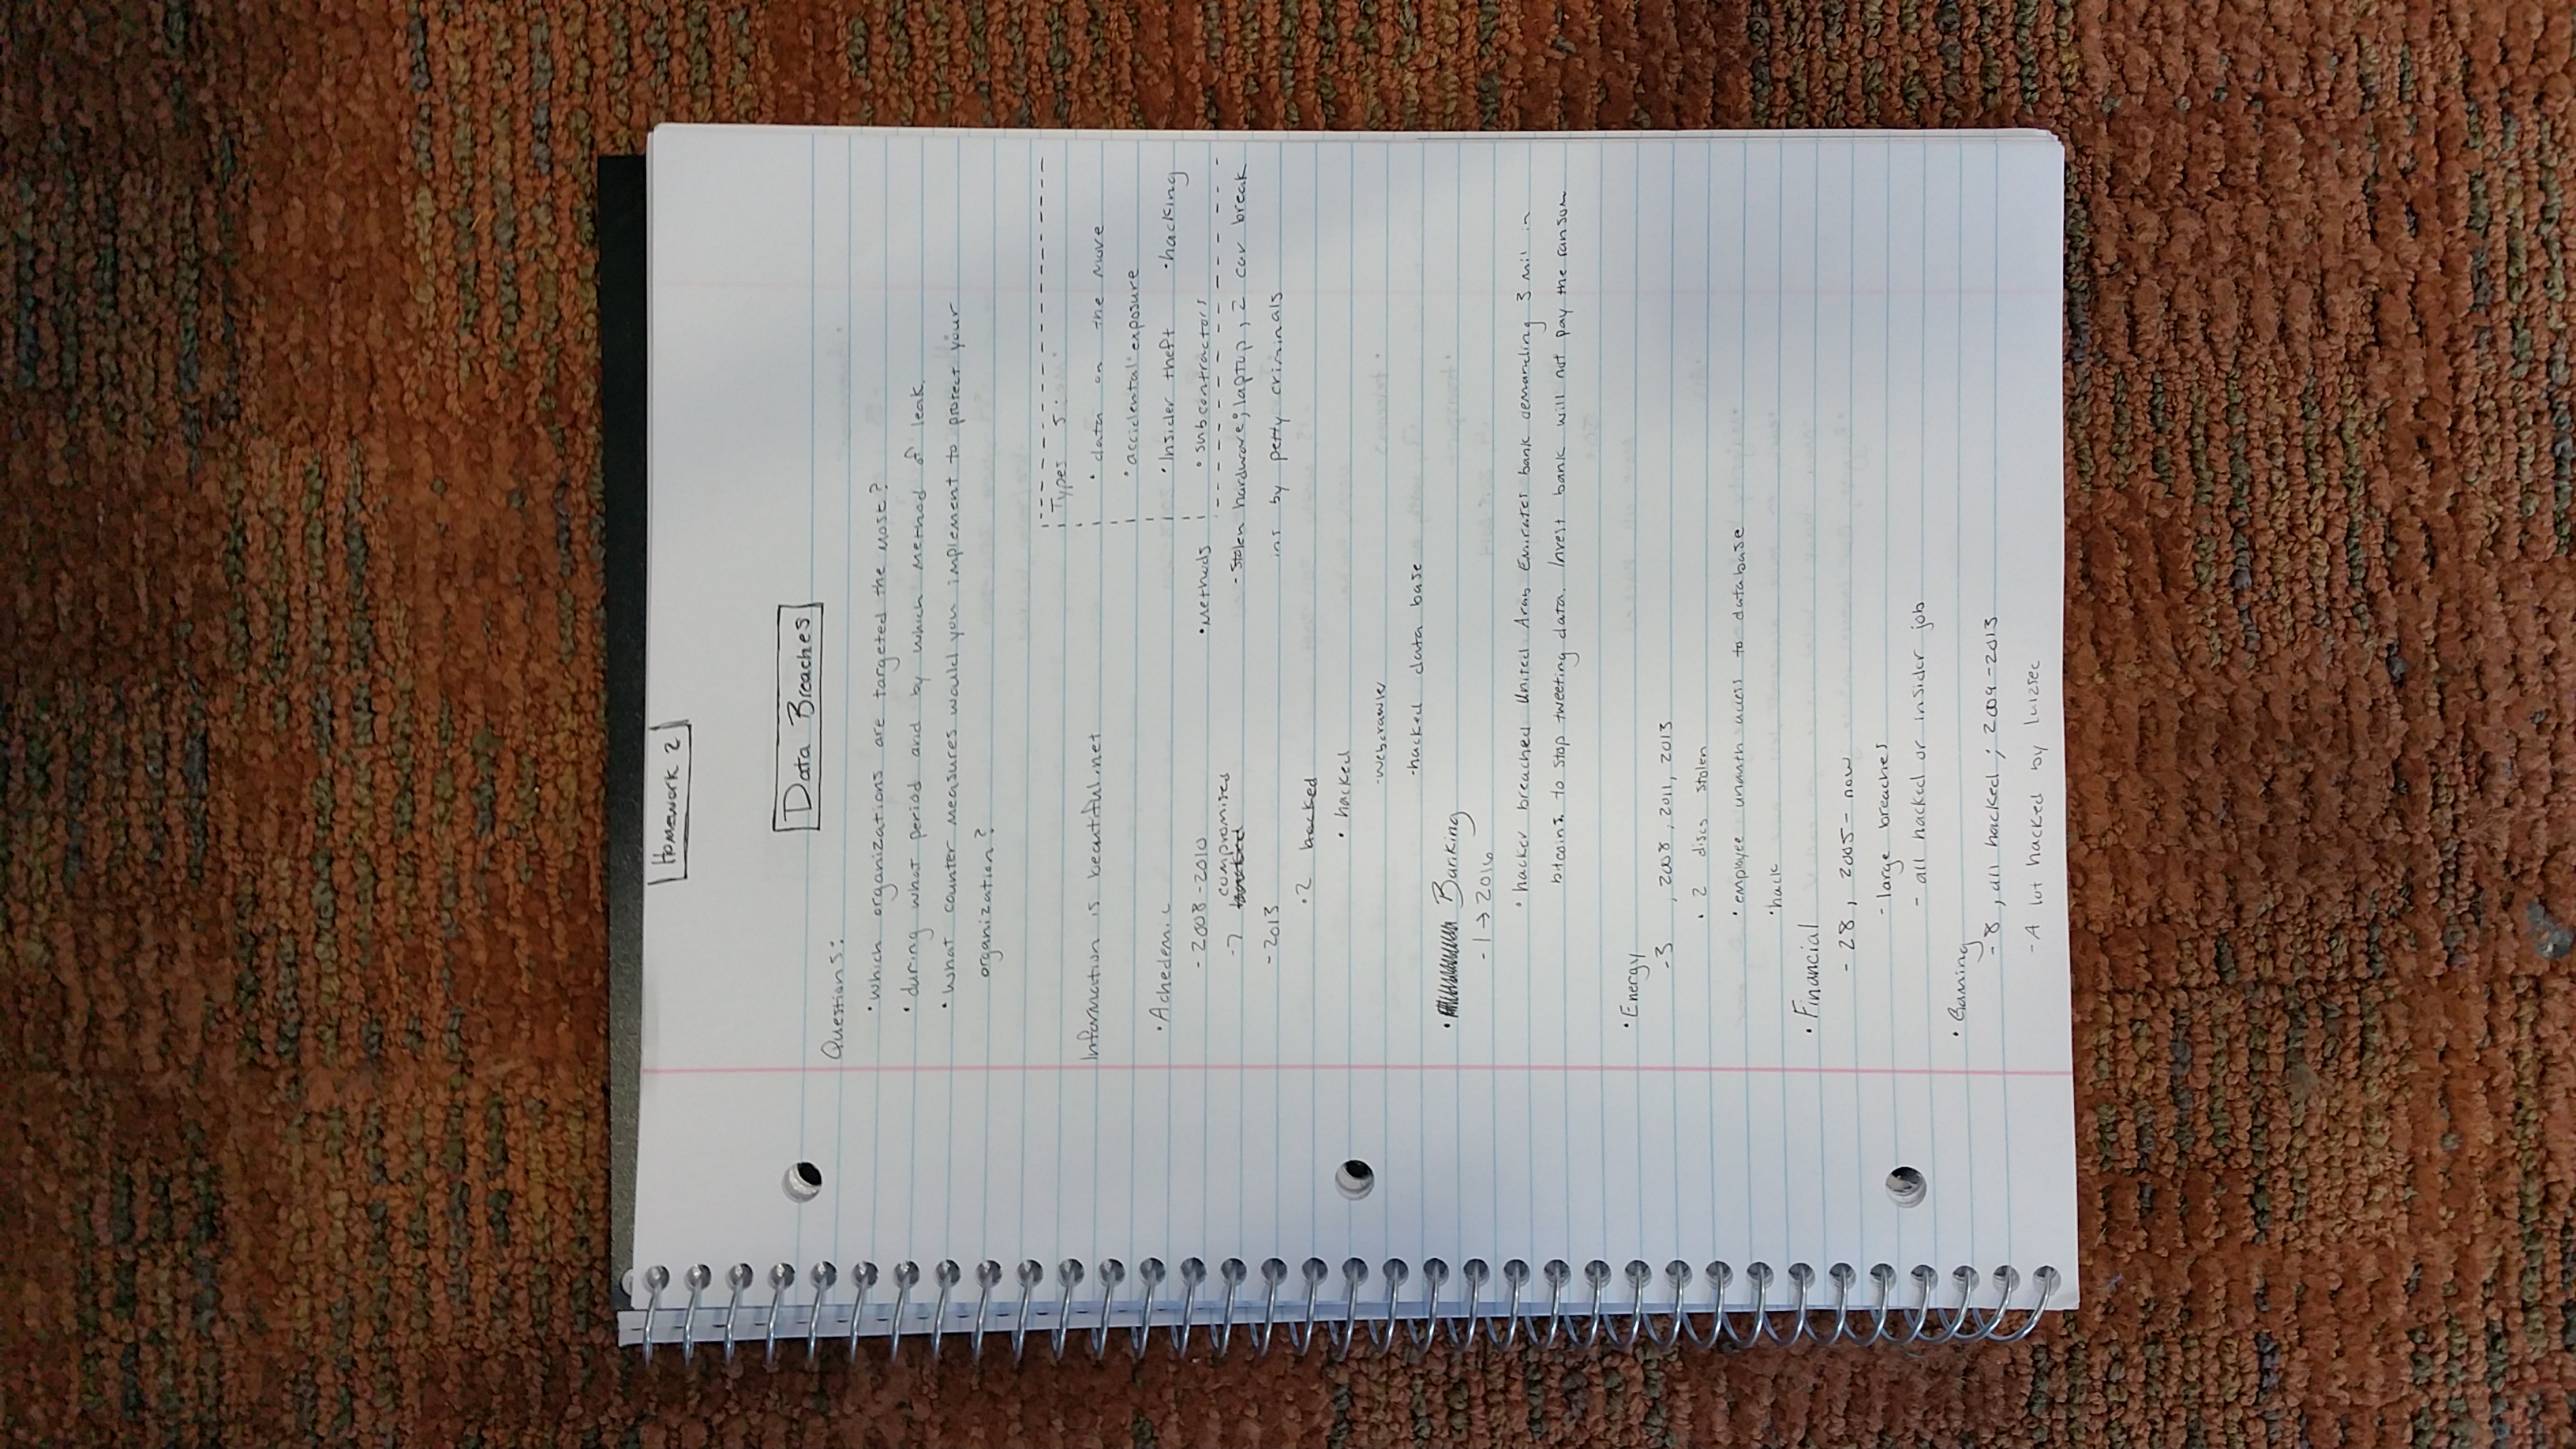 Homework 2
Data Breaches
Questions:
• which organizations are targeted the most?
• during what period and by which method of leak.
• What counter measures would you implement to protect your
organization?
Types 5:
• data on the move
• accidental exposure
• Insider theft • hacking
• subcontractors
Information is beautiful.net
• Achedemic
- 2008-2010
- 7 compromises
- 2013
• 2 hacked
• hacked
- webcrawler
- hacked data base
• Methods
- Stolen hardware; laptop, 2 car break
ins by petty criminals
• Banking
- 1 → 2016
• hacker breached United Arab Emirates bank demanding 3 mil in
bitcoins. to stop tweeting data. Invest bank will not pay the ransom
• Energy
- 3 , 2008, 2011, 2013
• 2 discs stolen
• employee unauth access to database
• hack
• Financial
- 28, 2005- now
- large breaches
- all hacked or insider job
• Gaming
- 8, all hacked; 2009-2013
- A lot hacked by lulzsec